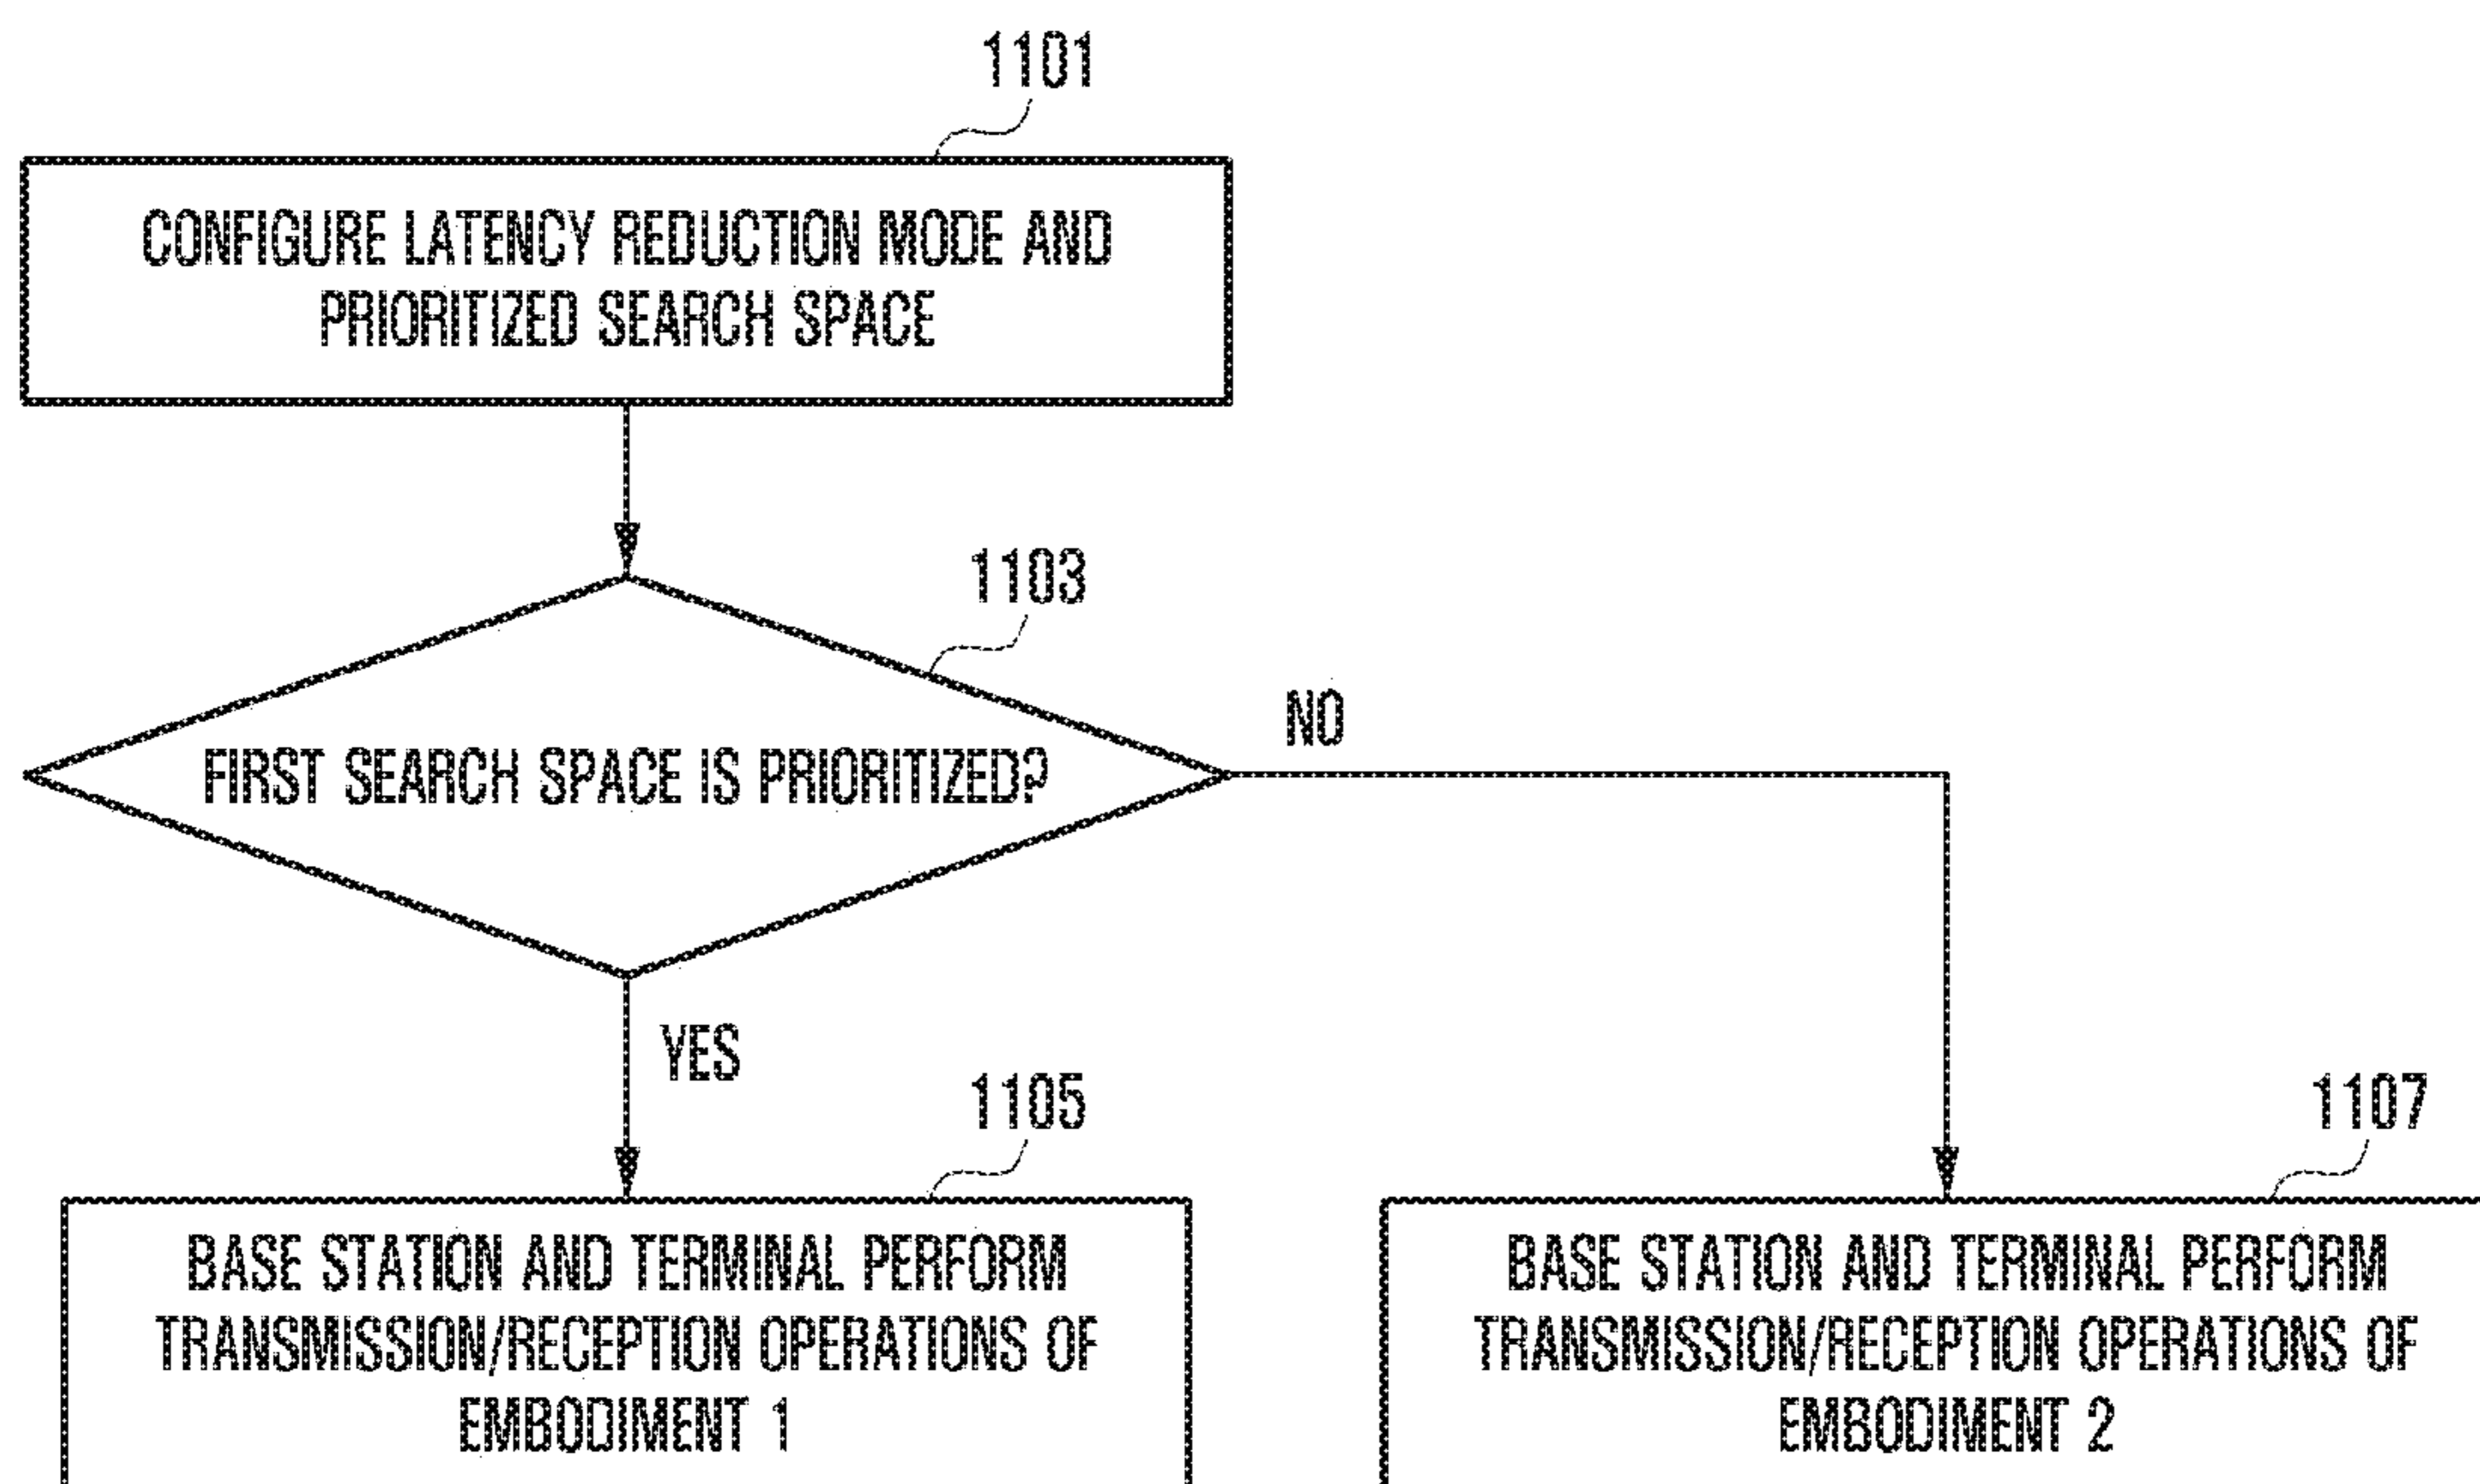 1101
CONFIGURE LATENCY REDUCTION MODE AND
PRIORITIZED SEARCH SPACE
1103
FIRST SEARCH SPACE IS PRIORITIZED?
NO
YES
1105
BASE STATION AND TERMINAL PERFORM
TRANSMISSION/RECEPTION OPERATIONS OF
EMBODIMENT 1
1107
BASE STATION AND TERMINAL PERFORM
TRANSMISSION/RECEPTION OPERATIONS OF
EMBODIMENT 2